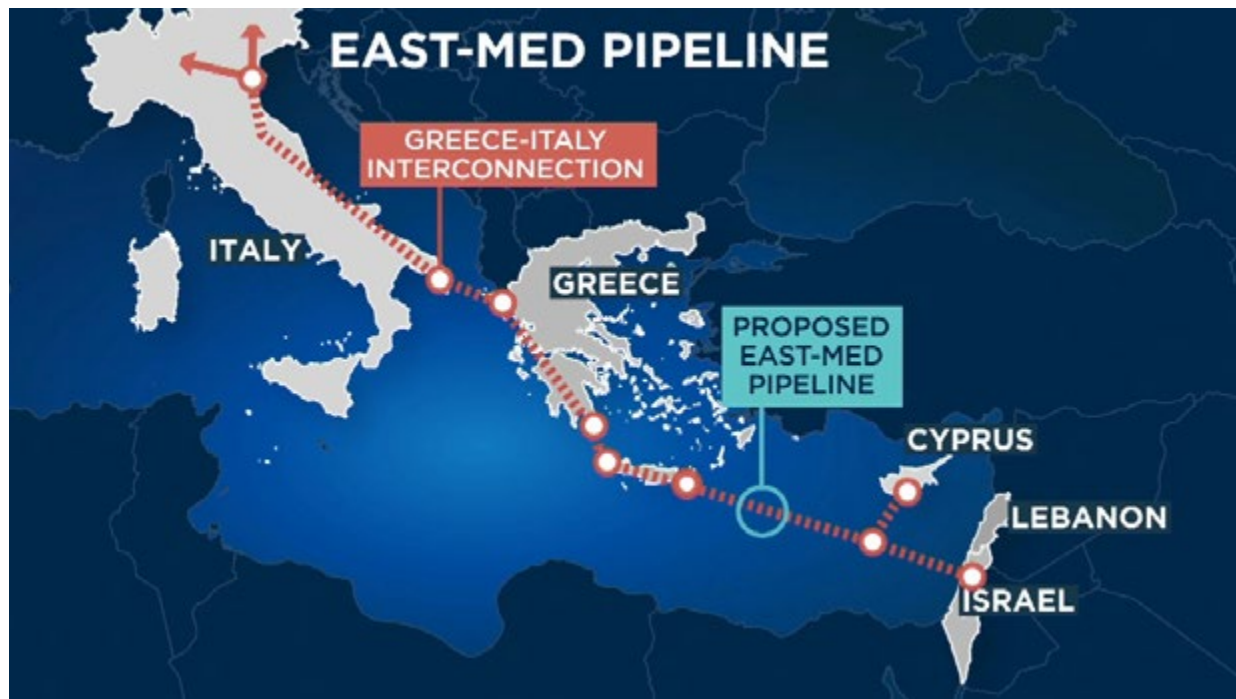 EAST-MED PIPELINE
GREECE-ITALY
INTERCONNECTION
ITALY
GREECE
PROPOSED
EAST-MED
PIPELINE
CYPRUS
LEBANON
ISRAEL